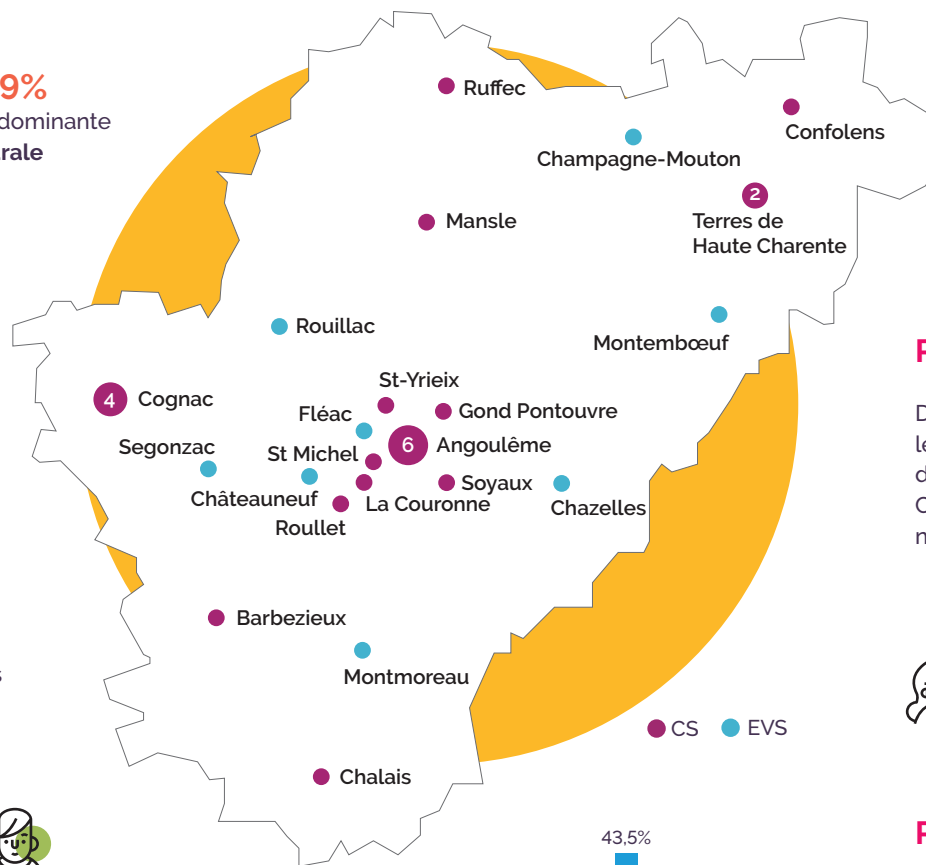 9%
dominante
rale
Ruffec
Confolens
Champagne-Mouton
2
Terres de
Haute Charente
Mansle
Rouillac
Montembœuf
St-Yrieix
4
Cognac
Fléac
Gond Pontouvre
6
Angoulême
Segonzac
St Michel
Châteauneuf
La Couronne
Soyaux
Chazelles
Roullet
Barbezieux
Montmoreau
CS
EVS
Chalais
43,5%